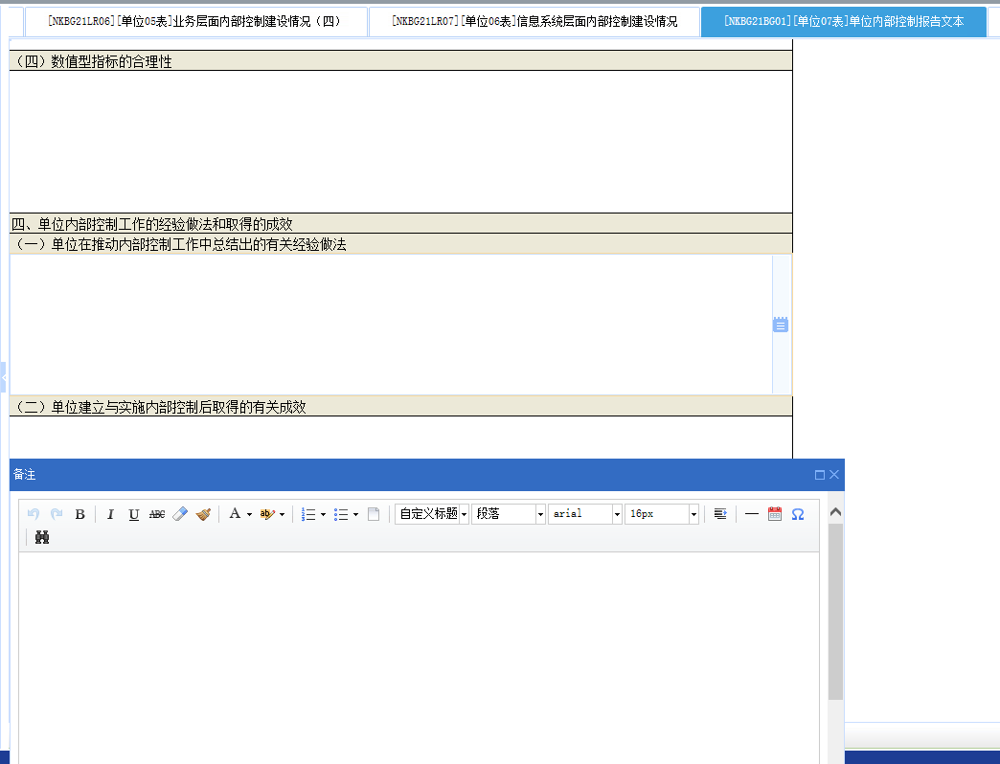 [NKBG21LR06][单位05表]业务层面内部控制建设情况（四）
[NKBG21LR07][单位06表]信息系统层面内部控制建设情况
[NKBG21BG01][单位07表]单位内部控制报告文本
（四）数值型指标的合理性
四、单位内部控制工作的经验做法和取得的成效
（一）单位在推动内部控制工作中总结出的有关经验做法
（二）单位建立与实施内部控制后取得的有关成效
备注
B I U ABC A ab 自定义标题 段落 arial 16px Ω